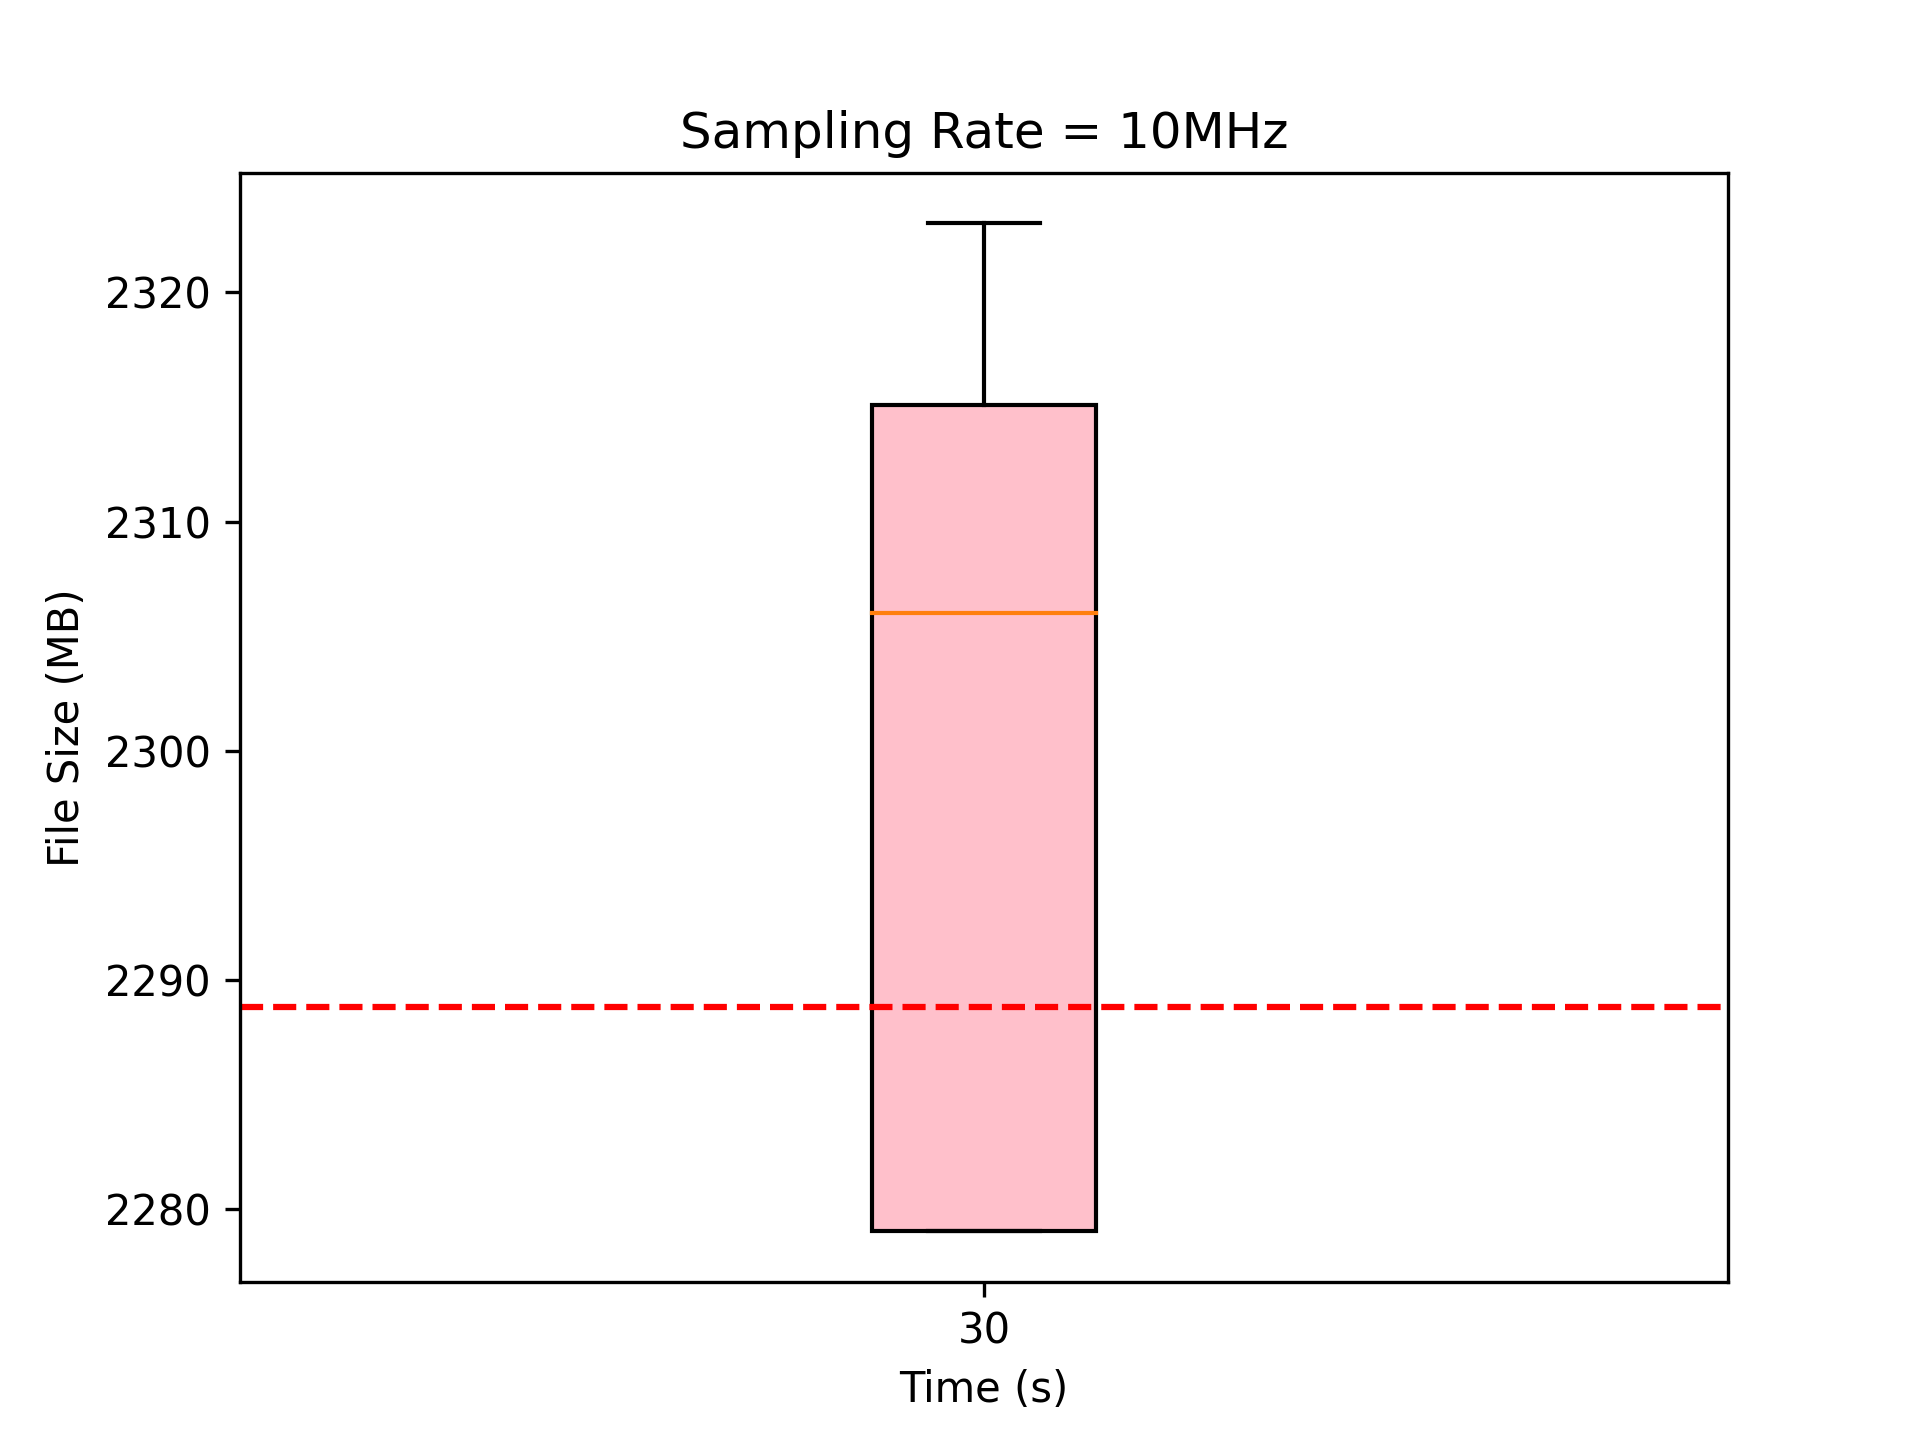 Sampling Rate = 10MHz
File Size (MB)
2320
2310
2300
2290
2280
30
Time (s)